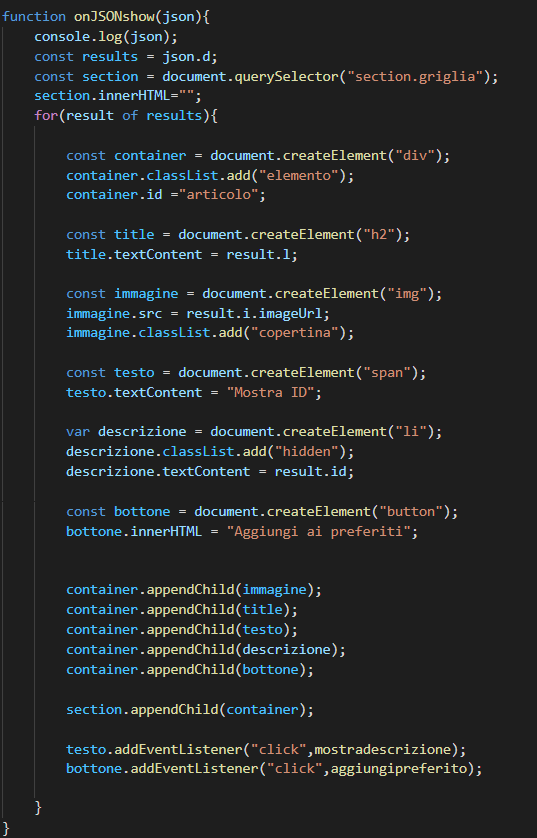 function onJSONshow(json){
console.log(json);
const results = json.d;
const section = document.querySelector("section.griglia");
section.innerHTML="";
for(result of results){
const container = document.createElement("div");
container.classList.add("elemento");
container.id ="articolo";
const title = document.createElement("h2");
title.textContent = result.l;
const immagine = document.createElement("img");
immagine.src = result.i.imageUrl;
immagine.classList.add("copertina");
const testo = document.createElement("span");
testo.textContent = "Mostra ID";
var descrizione = document.createElement("li");
descrizione.classList.add("hidden");
descrizione.textContent = result.id;
const bottone = document.createElement("button");
bottone.innerHTML = "Aggiungi ai preferiti";
container.appendChild(immagine);
container.appendChild(title);
container.appendChild(testo);
container.appendChild(descrizione);
container.appendChild(bottone);
section.appendChild(container);
testo.addEventListener("click",mostradescrizione);
bottone.addEventListener("click",aggiungipreferito);
}
}